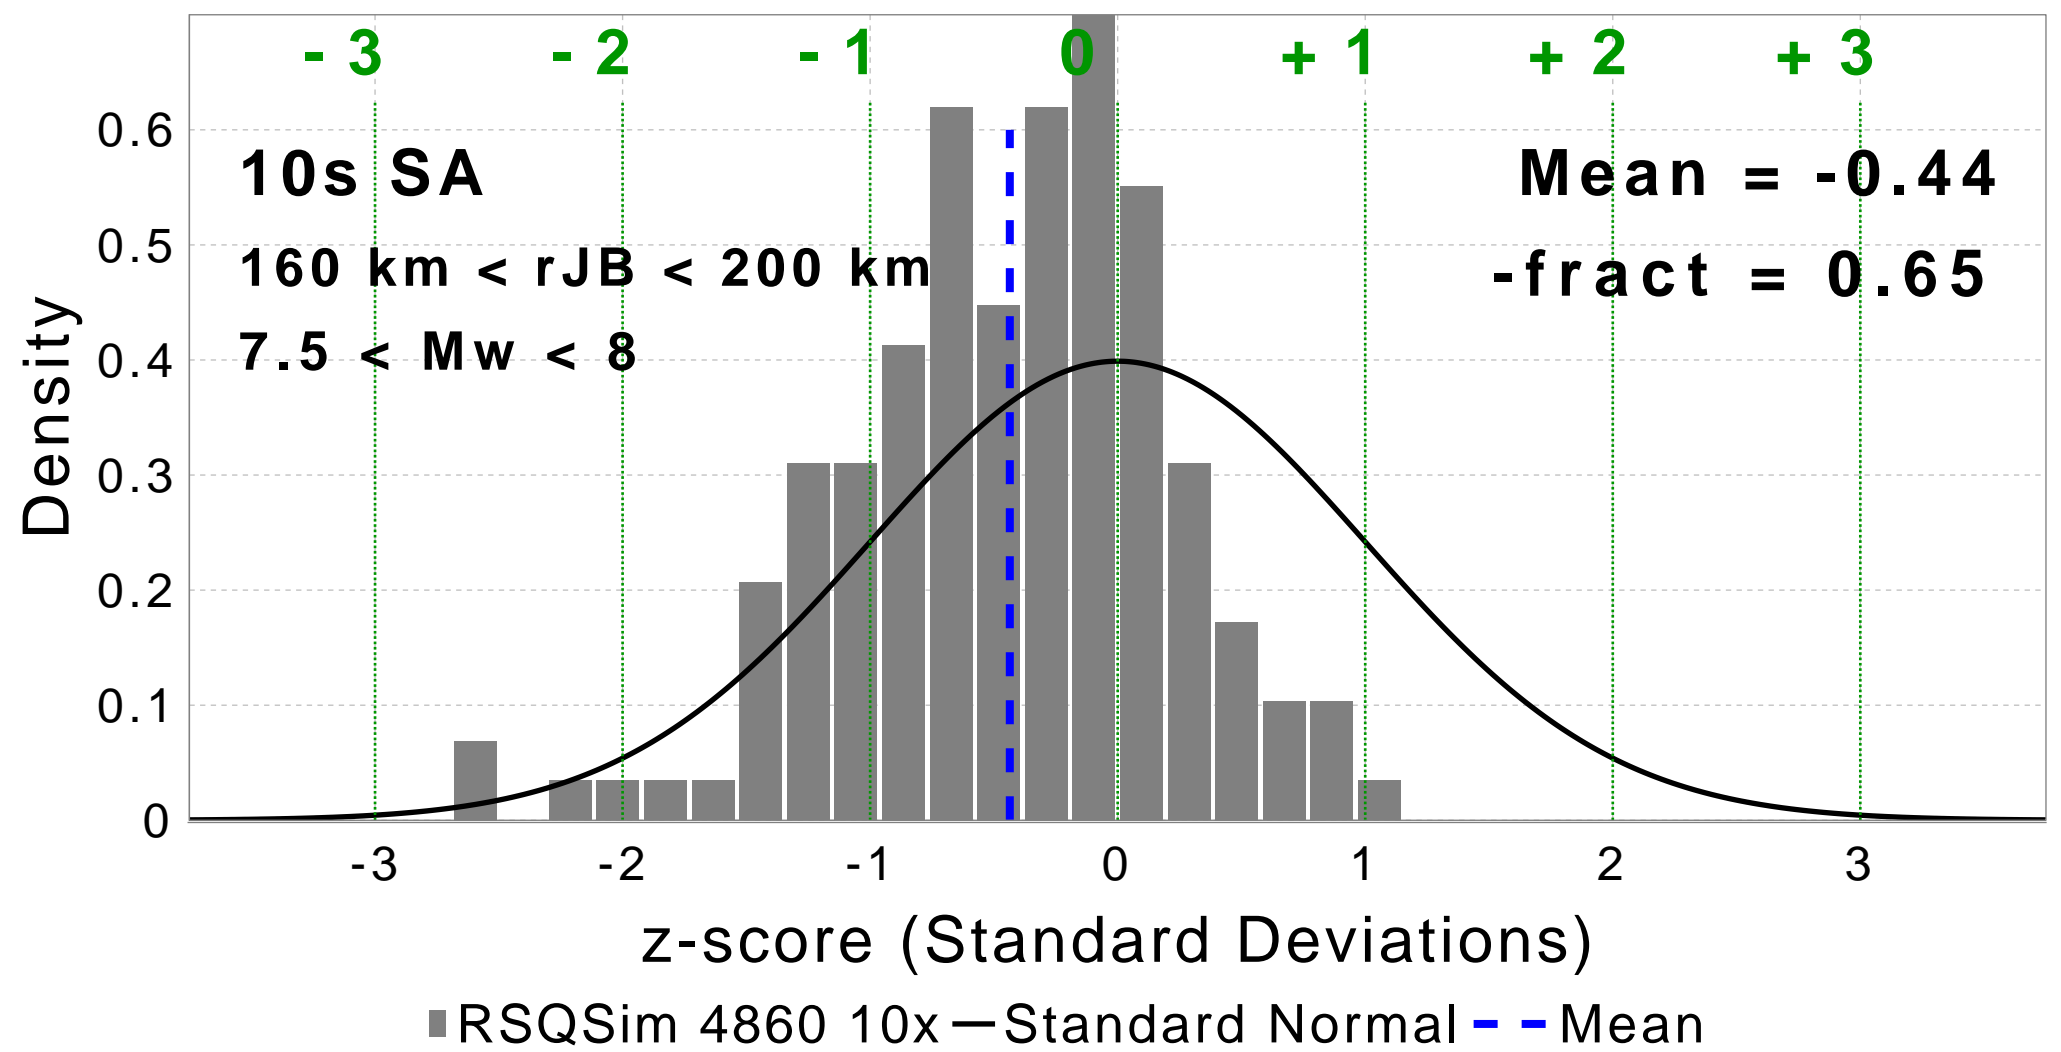 - 3 - 2 - 1 0 + 1 + 2 + 3
10s SA
160 km < rJB < 200 km
7.5 < Mw < 8
Mean = -0.44
-fract = 0.65
Density
0.6
0.5
0.4
0.3
0.2
0.1
0
-3 -2 -1 0 1 2 3
z-score (Standard Deviations)
RSQSim 4860 10x Standard Normal Mean